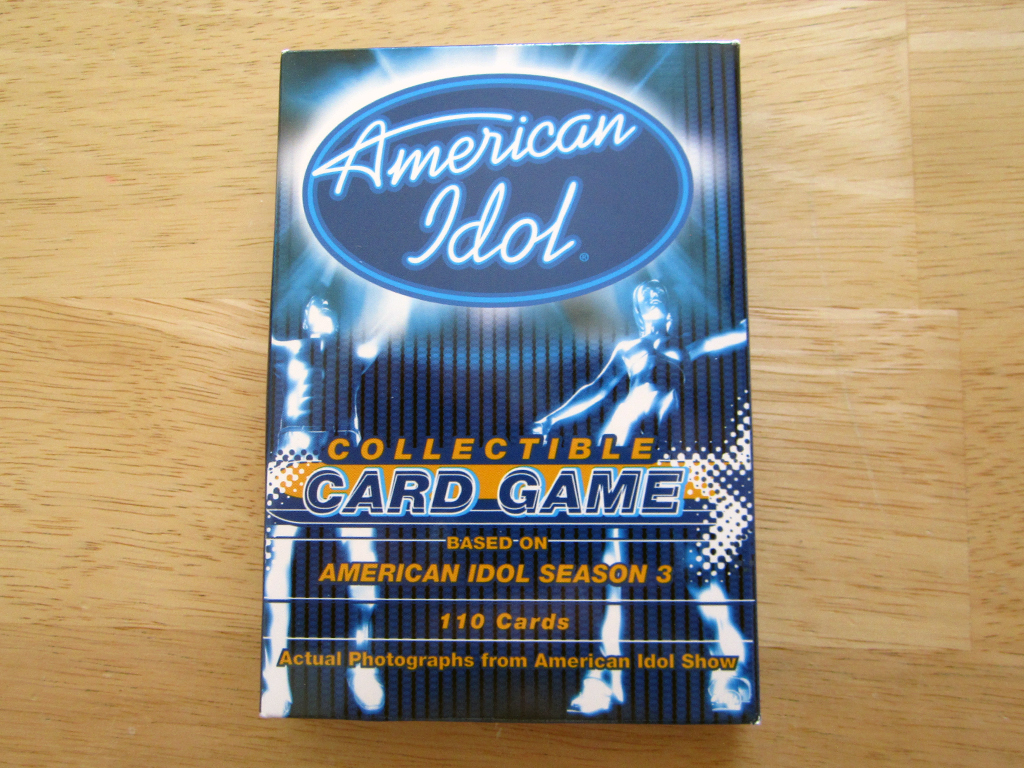 American
Idol®
COLLECTIBLE
CARD GAME
BASED ON
AMERICAN IDOL SEASON 3
110 Cards
Actual Photographs from American Idol Show